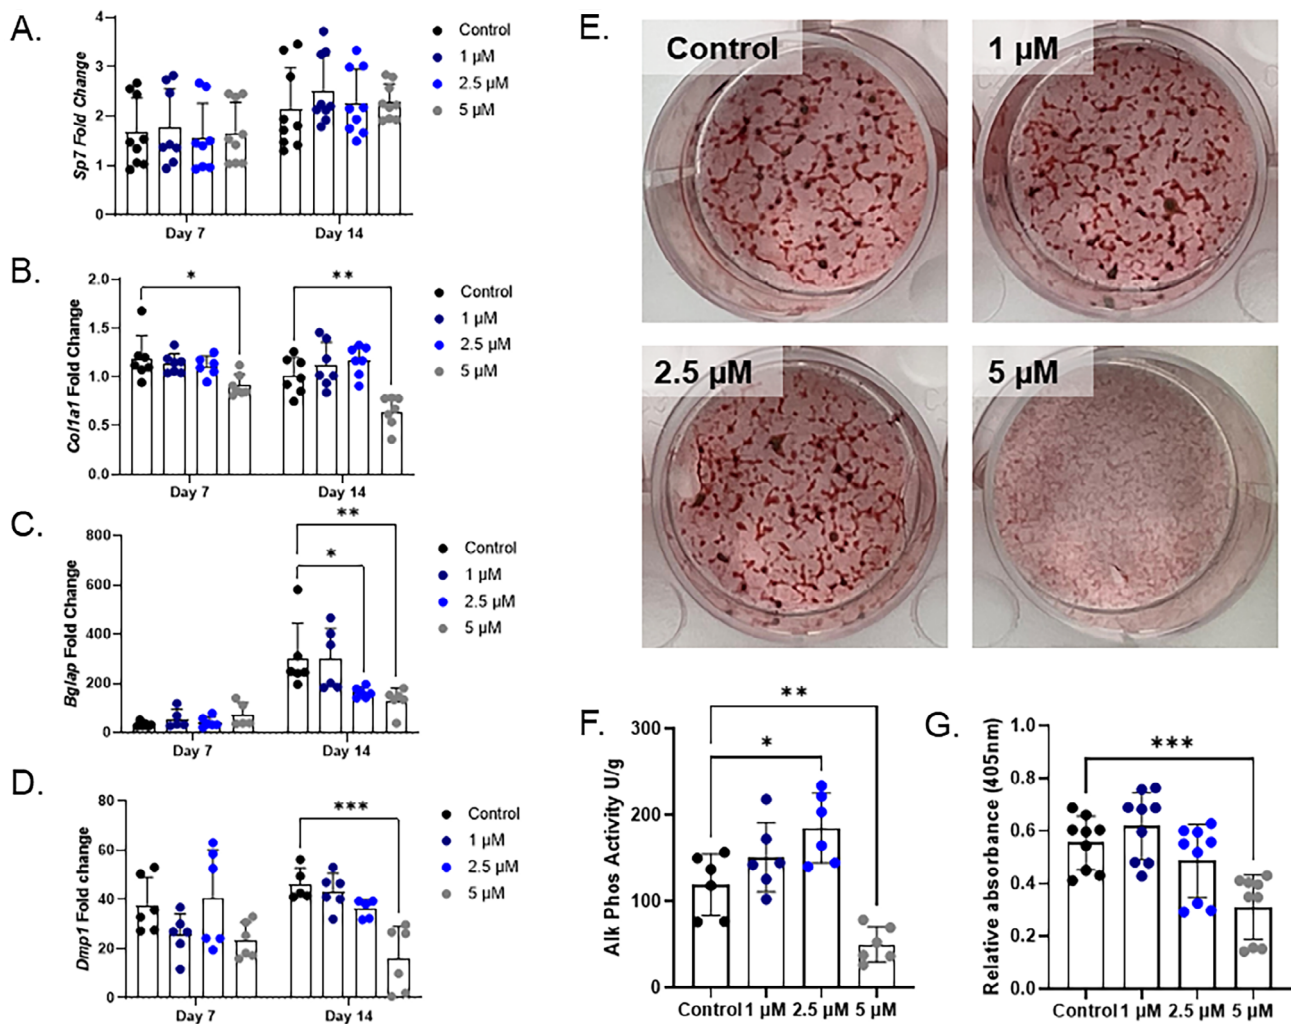 A.
Sp7 Fold Change
4
3
2
1
0
Day 7
Day 14
Control
1 µM
2.5 µM
5 µM
B.
Col1a1 Fold Change
2.0
1.5
1.0
0.5
0.0
*
**
Day 7
Day 14
Control
1 µM
2.5 µM
5 µM
C.
Bglap Fold Change
800
600
400
200
0
**
*
Day 7
Day 14
Control
1 µM
2.5 µM
5 µM
D.
Dmp1 Fold change
80
60
40
20
0
***
Day 7
Day 14
Control
1 µM
2.5 µM
5 µM
E.
Control
1 µM
2.5 µM
5 µM
F.
Alk Phos Activity U/g
300
200
100
0
**
*
Control 1 µM 2.5 µM 5 µM
G.
Relative absorbance (405nm)
1.0
0.8
0.6
0.4
0.2
0.0
***
Control 1 µM 2.5 µM 5 µM